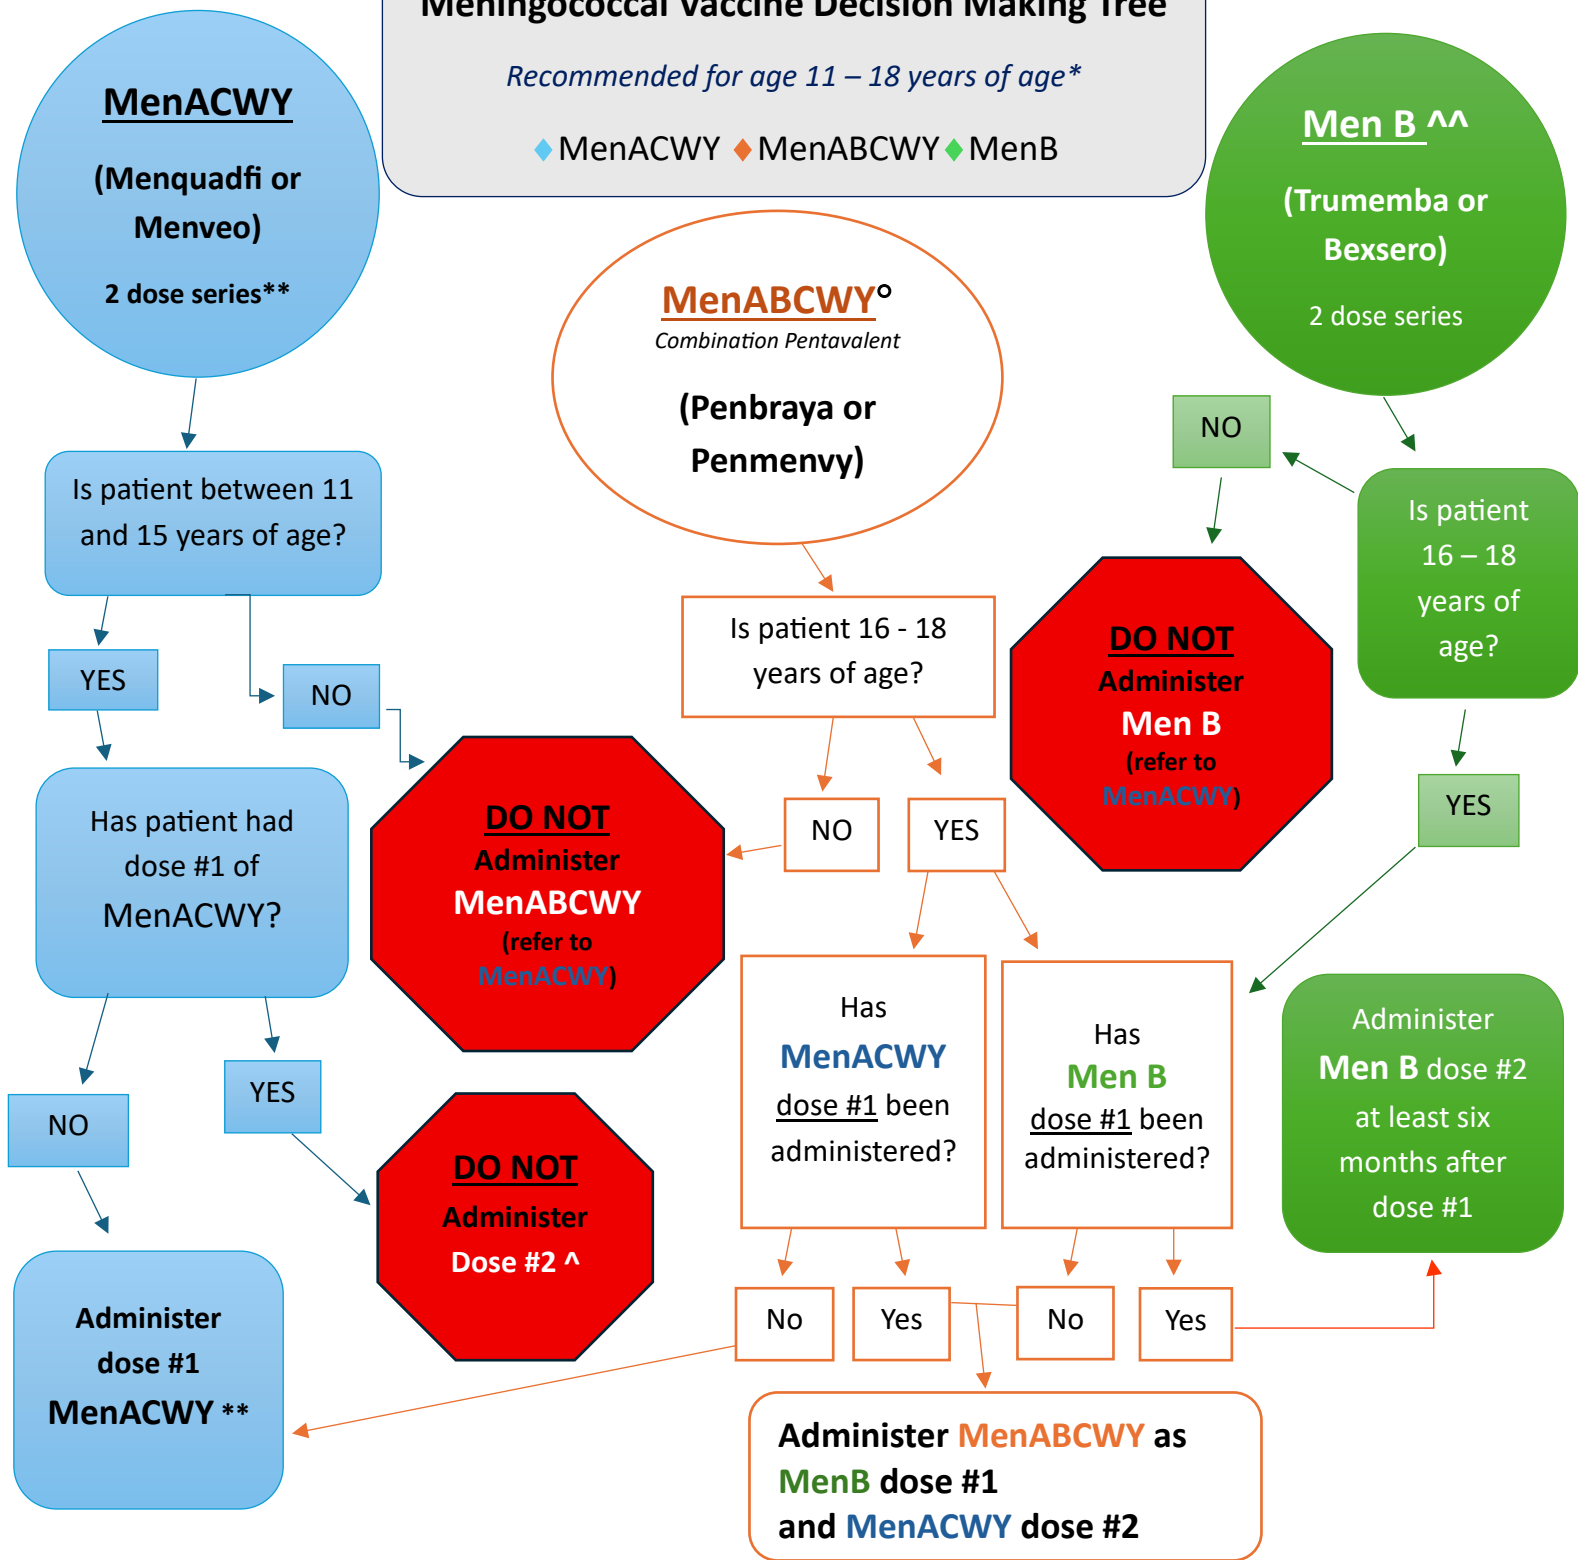 Meningococcal Vaccine Decision Making Tree
Recommended for age 11 – 18 years of age*
MenACWY MenABCWY MenB
MenACWY
(Menquadfi or
Menveo)
2 dose series**
Is patient between 11
and 15 years of age?
YES
NO
Has patient had
dose #1 of
MenACWY?
NO
YES
Administer
dose #1
MenACWY **
DO NOT
Administer
Dose #2 ^
DO NOT
Administer
MenABCWY
(refer to
MenACWY)
MenABCWY°
Combination Pentavalent
(Penbraya or
Penmenvy)
Is patient 16 - 18
years of age?
NO
YES
Has
MenACWY
dose #1 been
administered?
Has
Men B
dose #1 been
administered?
No
Yes
No
Yes
Administer MenABCWY as
MenB dose #1
and MenACWY dose #2
Men B ^^
(Trumemba or
Bexsero)
2 dose series
NO
Is patient
16 – 18
years of
age?
DO NOT
Administer
Men B
(refer to
MenACWY)
YES
Administer
Men B dose #2
at least six
months after
dose #1